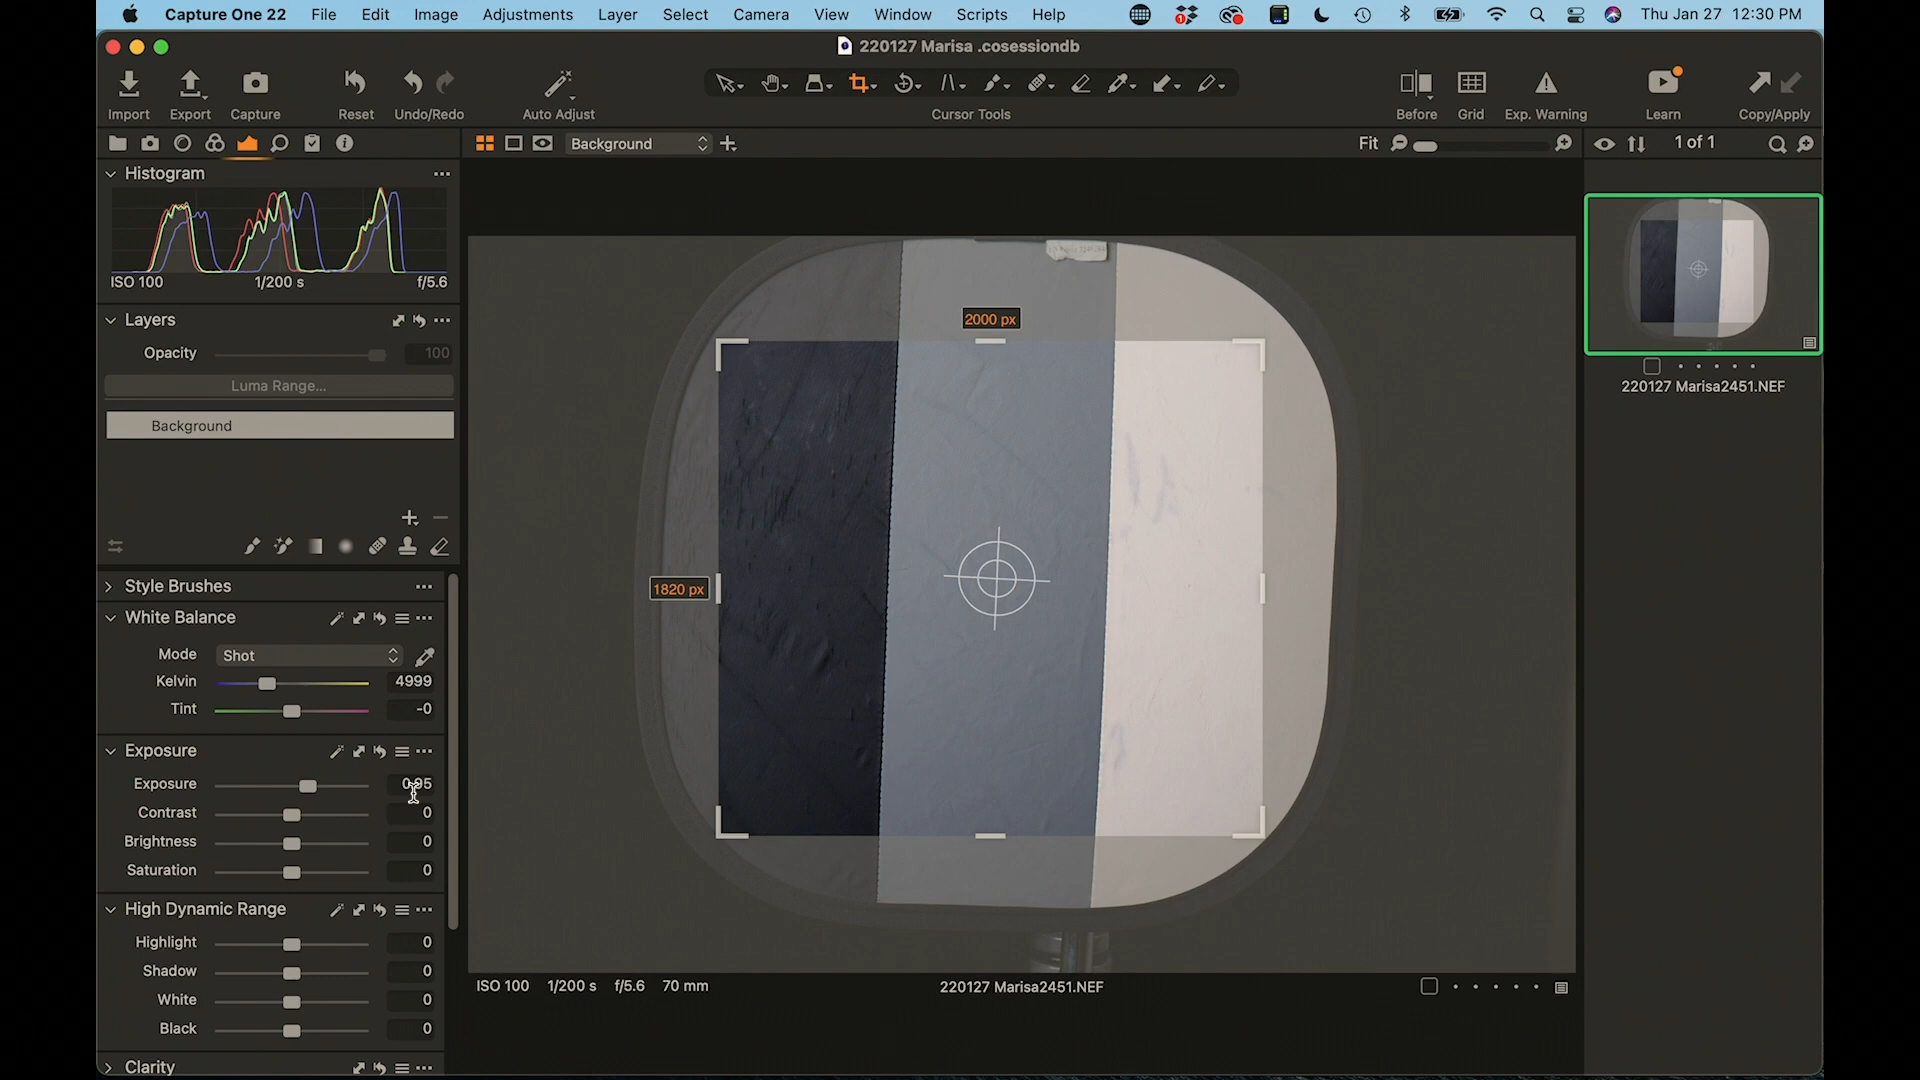 Capture One 22 File Edit Image Adjustments Layer Select Camera View Window Scripts Help
1
Thu Jan 27 12:30 PM
220127 Marisa .cosessiondb
Import Export Capture Reset Undo/Redo Auto Adjust Cursor Tools Before Grid Exp. Warning Learn Copy/Apply
Background
Fit
1 of 1
Histogram
ISO 100 1/200 s f/5.6
Layers
Opacity 100
Luma Range...
Background
Style Brushes
White Balance
Mode Shot
Kelvin 4999
Tint -0
Exposure
Exposure 0.95
Contrast 0
Brightness 0
Saturation 0
High Dynamic Range
Highlight 0
Shadow 0
White 0
Black 0
Clarity
2000 px
1820 px
ISO 100 1/200 s f/5.6 70 mm
220127 Marisa2451.NEF
220127 Marisa2451.NEF